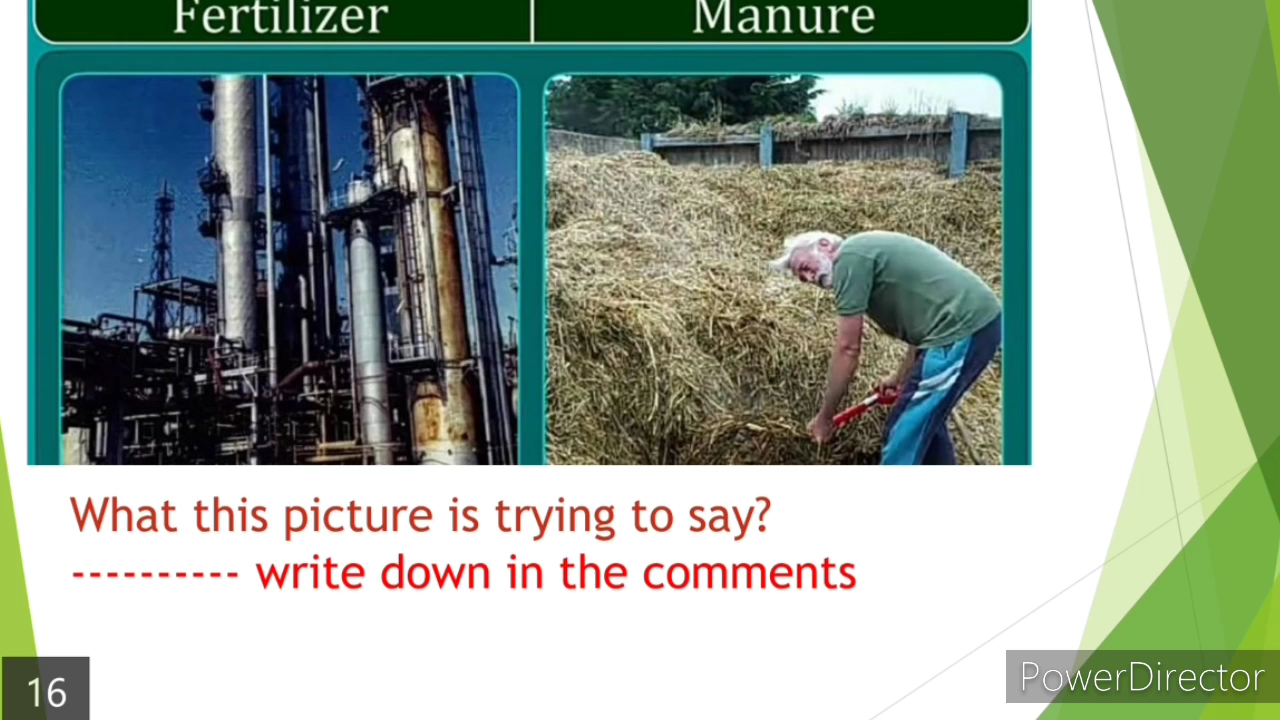 Fertilizer
Manure
What this picture is trying to say?
---------- write down in the comments
16
PowerDirector